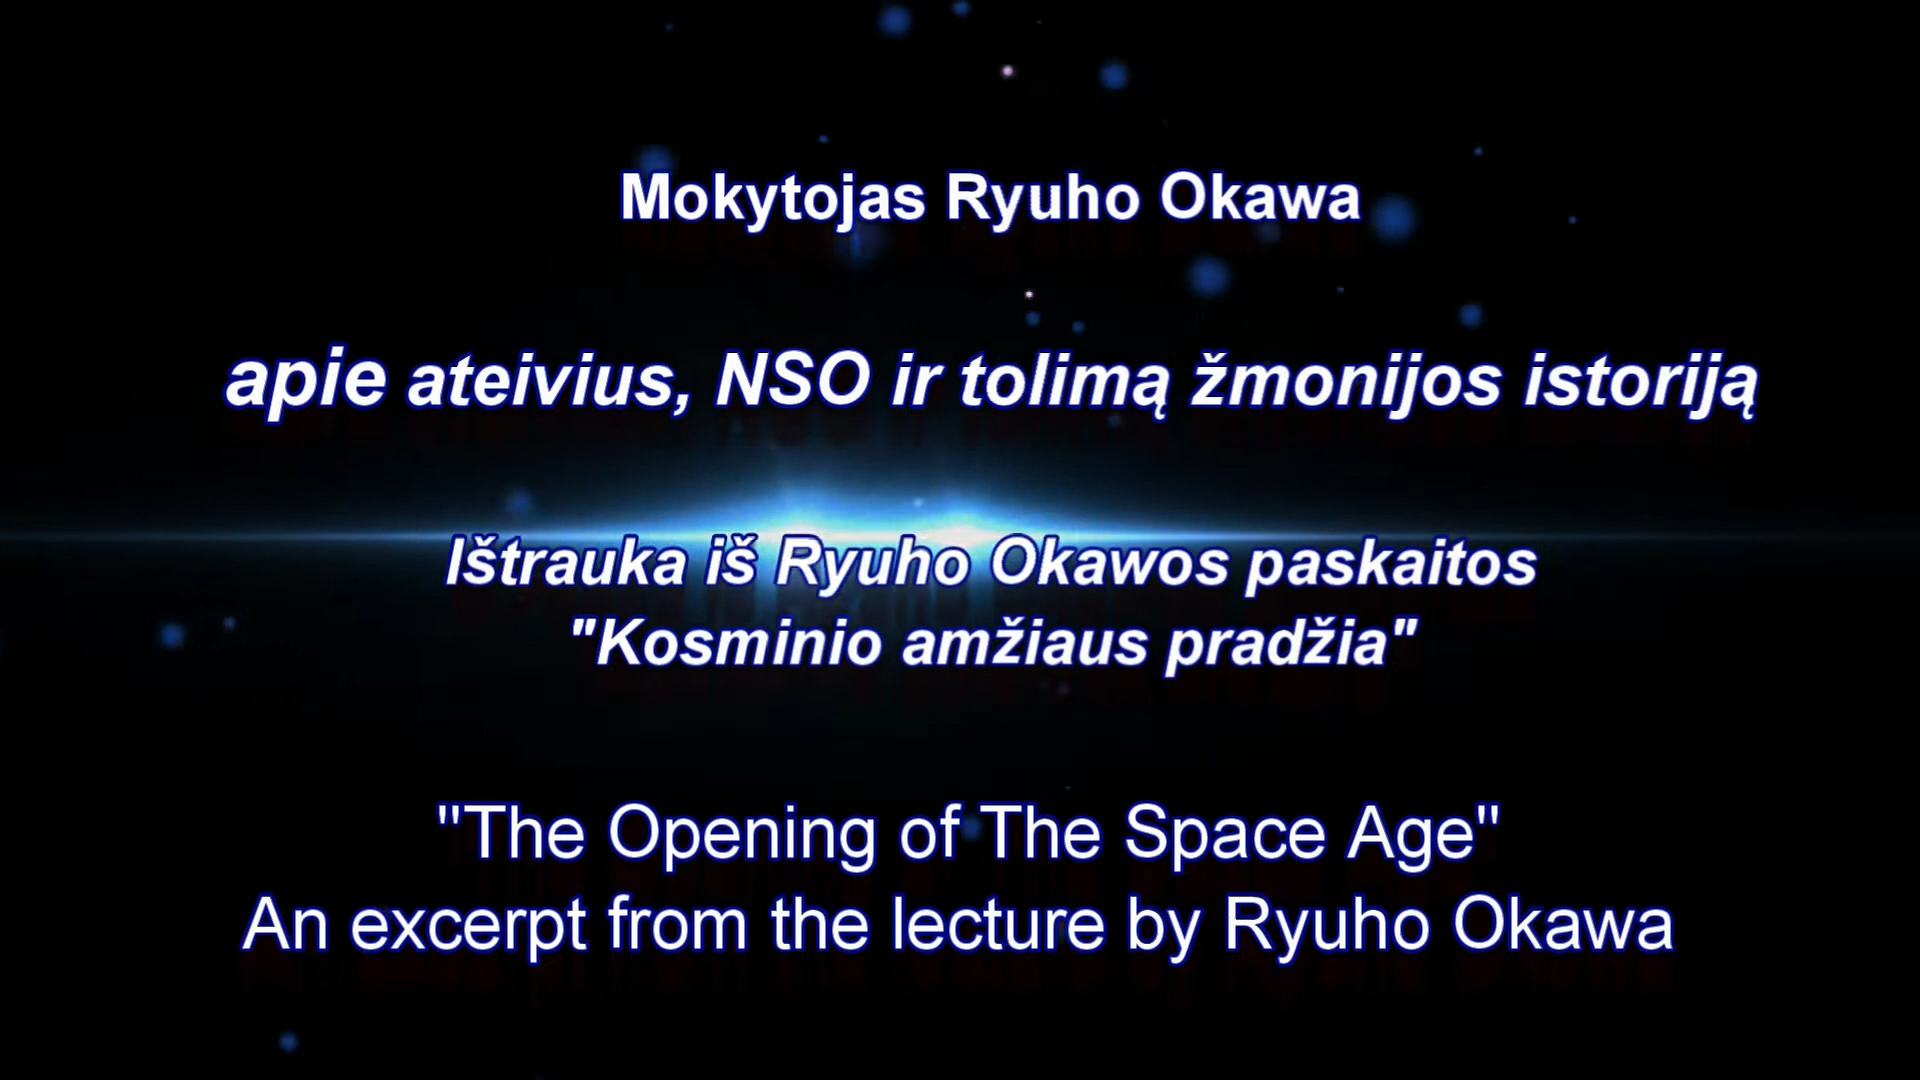 Mokytojas Ryuho Okawa
apie ateivius, NSO ir tolimą žmonijos istoriją
Ištrauka iš Ryuho Okawos paskaitos
"Kosminio amžiaus pradžia"
"The Opening of The Space Age"
An excerpt from the lecture by Ryuho Okawa